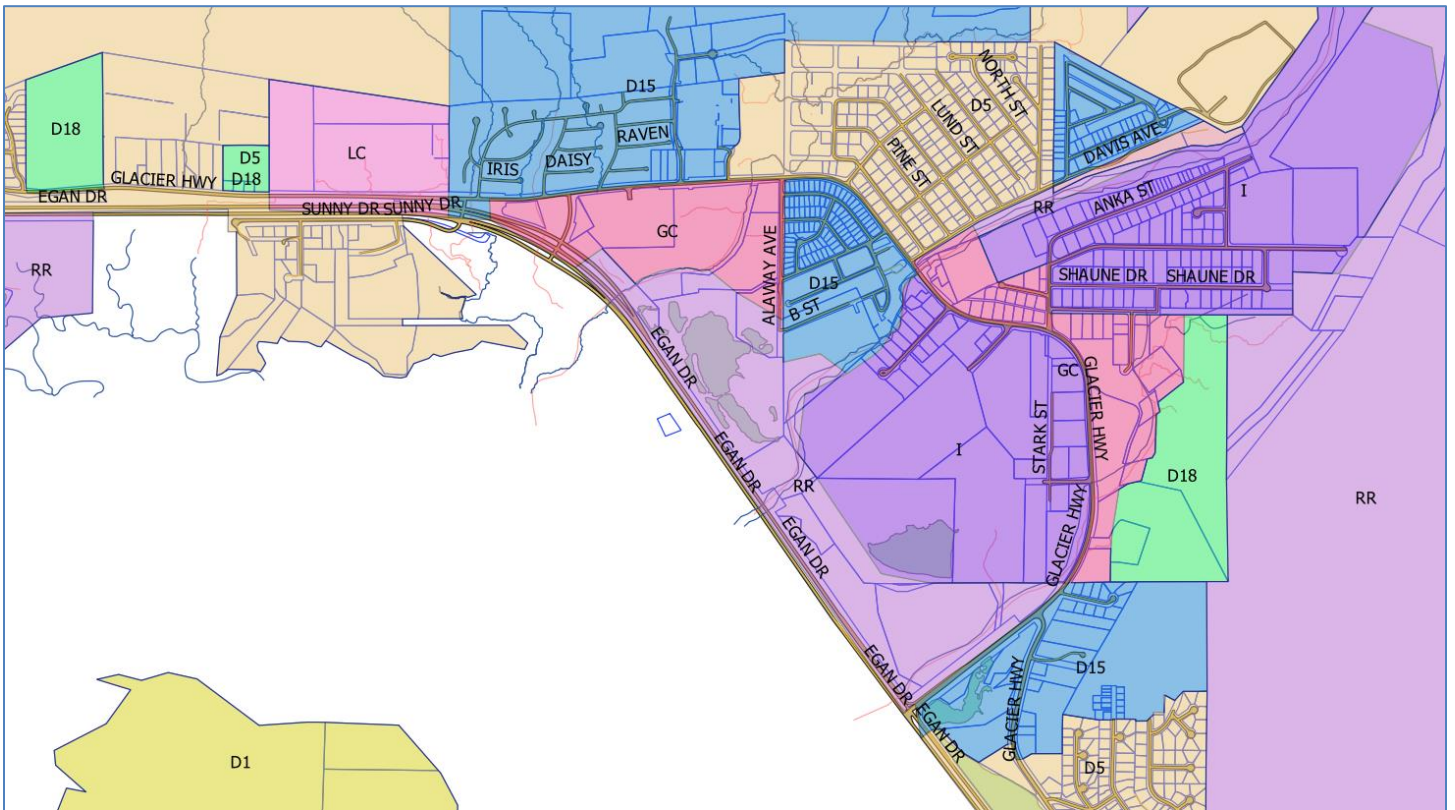 D15
NORTH ST
D5
LUND ST
D18
RAVEN
DAVIS AVE
LC
DAISY
PINE ST
D5
IRIS
GLACIER HWY
D18
EGAN DR
ANKA ST
I
SUNNY DR SUNNY DR
RR
GC
ALAWAY AVE
RR
SHAUNE DR
SHAUNE DR
D15
B ST
EGAN DR
GC
GLACIER HWY
STARK ST
I
EGAN DR
D18
RR
RR
EGAN DR
GLACIER HWY
EGAN DR
D15
GLACIER HWY
EGAN DR
D1
D5